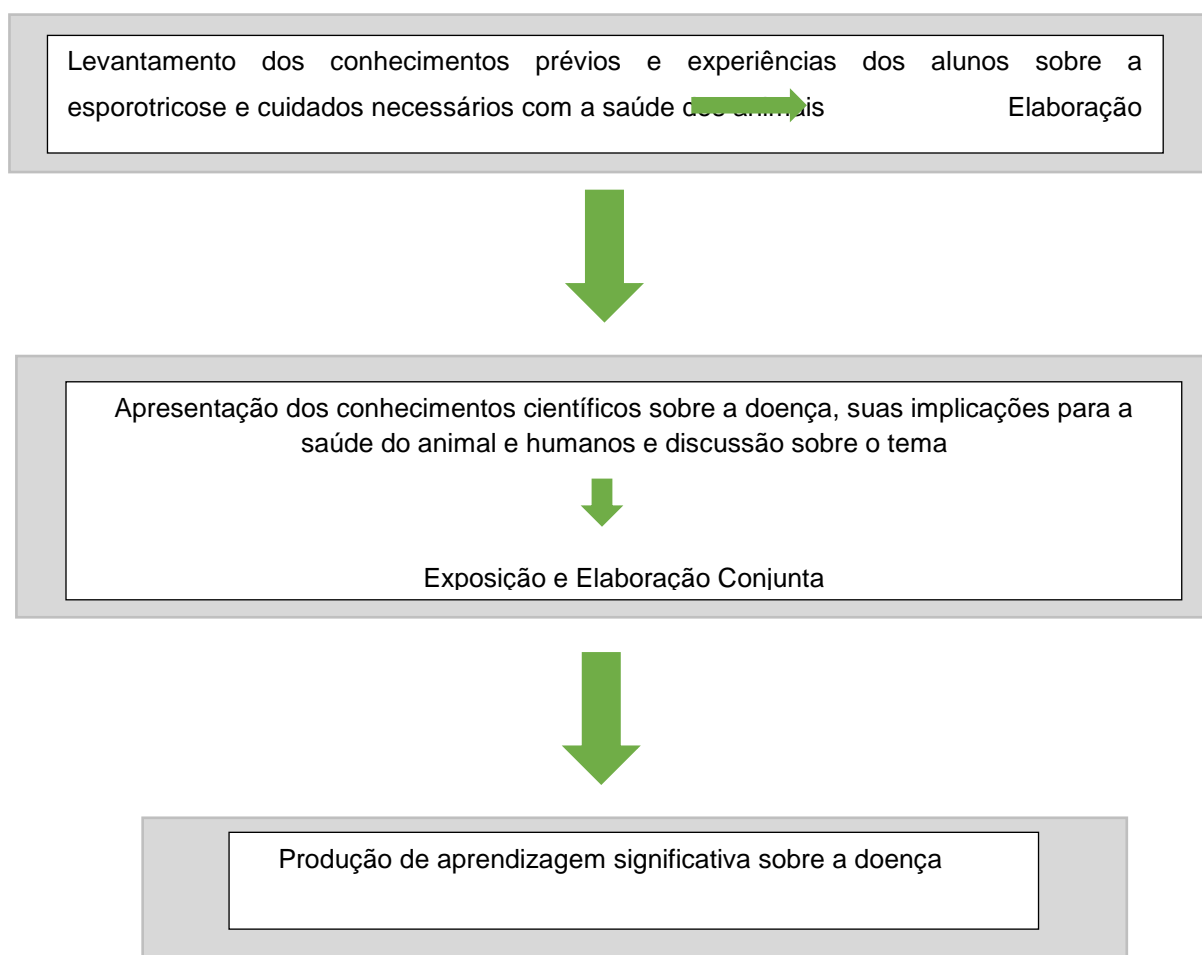 Levantamento dos conhecimentos prévios e experiências dos alunos sobre a
esporotricose e cuidados necessários com a saúde dos animais Elaboração
Apresentação dos conhecimentos científicos sobre a doença, suas implicações para a
saúde do animal e humanos e discussão sobre o tema
Exposição e Elaboração Conjunta
Produção de aprendizagem significativa sobre a doença